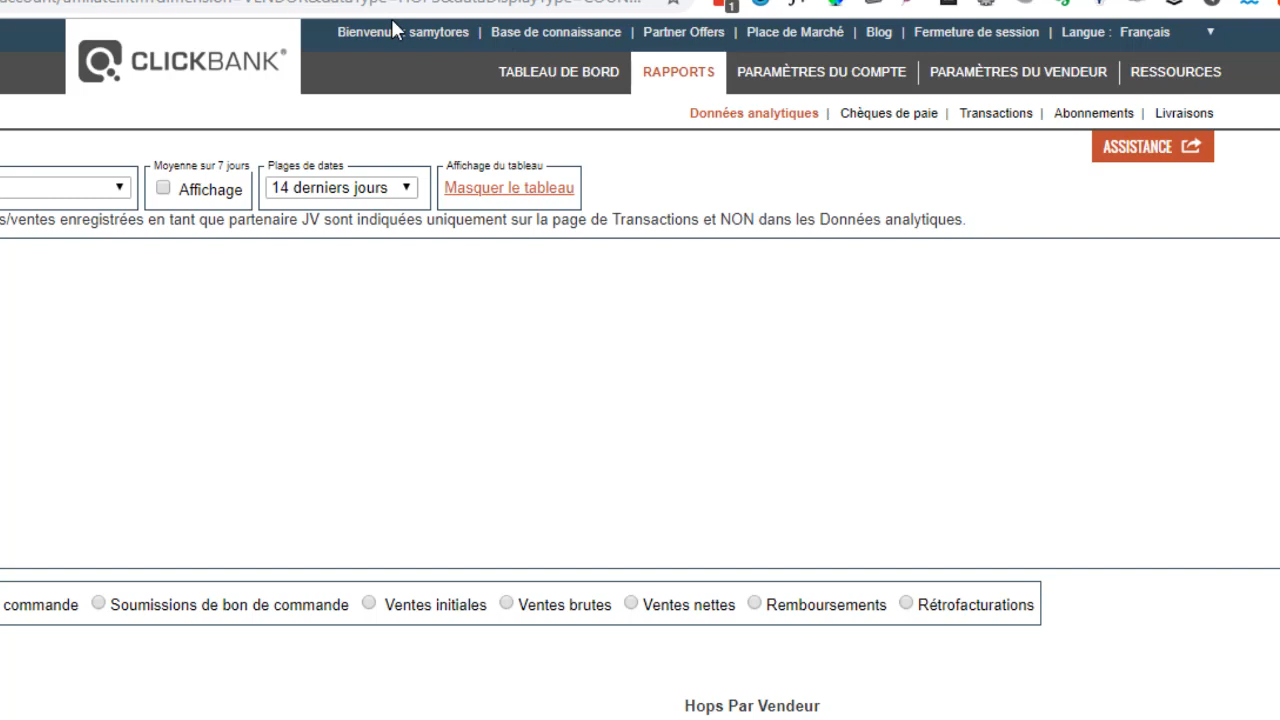 1
Bienvenue samytores | Base de connaissance | Partner Offers | Place de Marché | Blog | Fermeture de session | Langue : Français ▼
CLICKBANK®
TABLEAU DE BORD RAPPORTS PARAMÈTRES DU COMPTE | PARAMÈTRES DU VENDEUR | RESSOURCES
Données analytiques | Chèques de paie | Transactions | Abonnements | Livraisons
ASSISTANCE
Moyenne sur 7 jours Plages de dates Affichage du tableau
Affichage 14 derniers jours Masquer le tableau
s/ventes enregistrées en tant que partenaire JV sont indiquées uniquement sur la page de Transactions et NON dans les Données analytiques.
commande Soumissions de bon de commande Ventes initiales Ventes brutes Ventes nettes Remboursements Rétrofacturations
Hops Par Vendeur